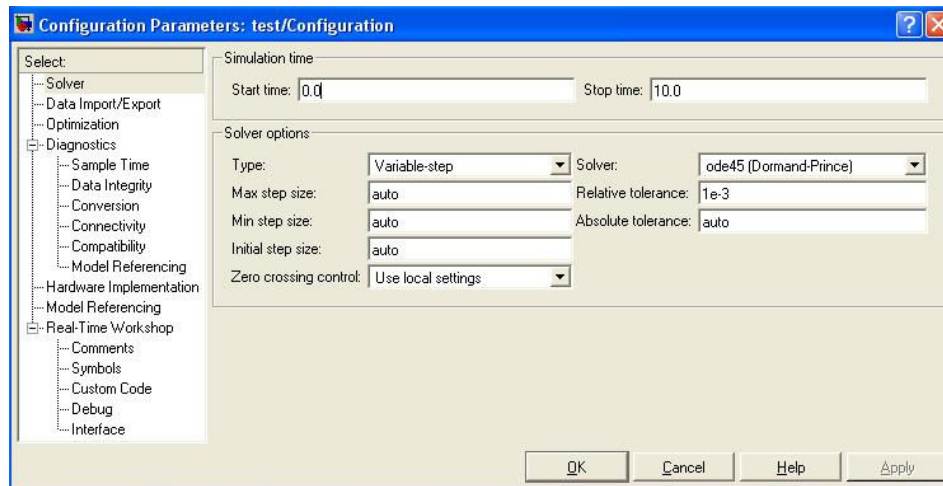 Configuration Parameters: test/Configuration
Select:
Solver
Data Import/Export
Optimization
Diagnostics
Sample Time
Data Integrity
Conversion
Connectivity
Compatibility
Model Referencing
Hardware Implementation
Model Referencing
Real-Time Workshop
Comments
Symbols
Custom Code
Debug
Interface
Simulation time
Start time: 0.0 Stop time: 10.0
Solver options
Type: Variable-step Solver: ode45 (Dormand-Prince)
Max step size: auto Relative tolerance: 1e-3
Min step size: auto Absolute tolerance: auto
Initial step size: auto
Zero crossing control: Use local settings
OK Cancel Help Apply